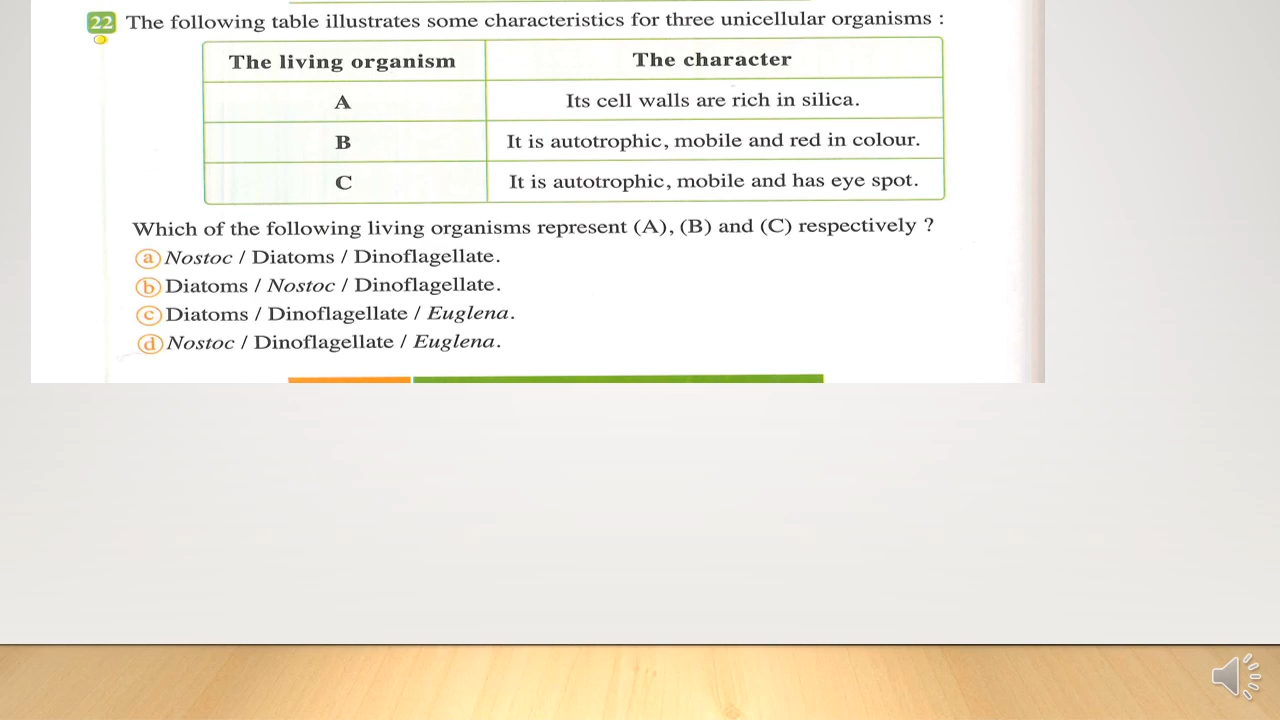 22 The following table illustrates some characteristics for three unicellular organisms :
The living organism The character
A Its cell walls are rich in silica.
B It is autotrophic, mobile and red in colour.
C It is autotrophic, mobile and has eye spot.
Which of the following living organisms represent (A), (B) and (C) respectively ?
a Nostoc / Diatoms / Dinoflagellate.
b Diatoms / Nostoc / Dinoflagellate.
c Diatoms / Dinoflagellate / Euglena.
d Nostoc / Dinoflagellate / Euglena.